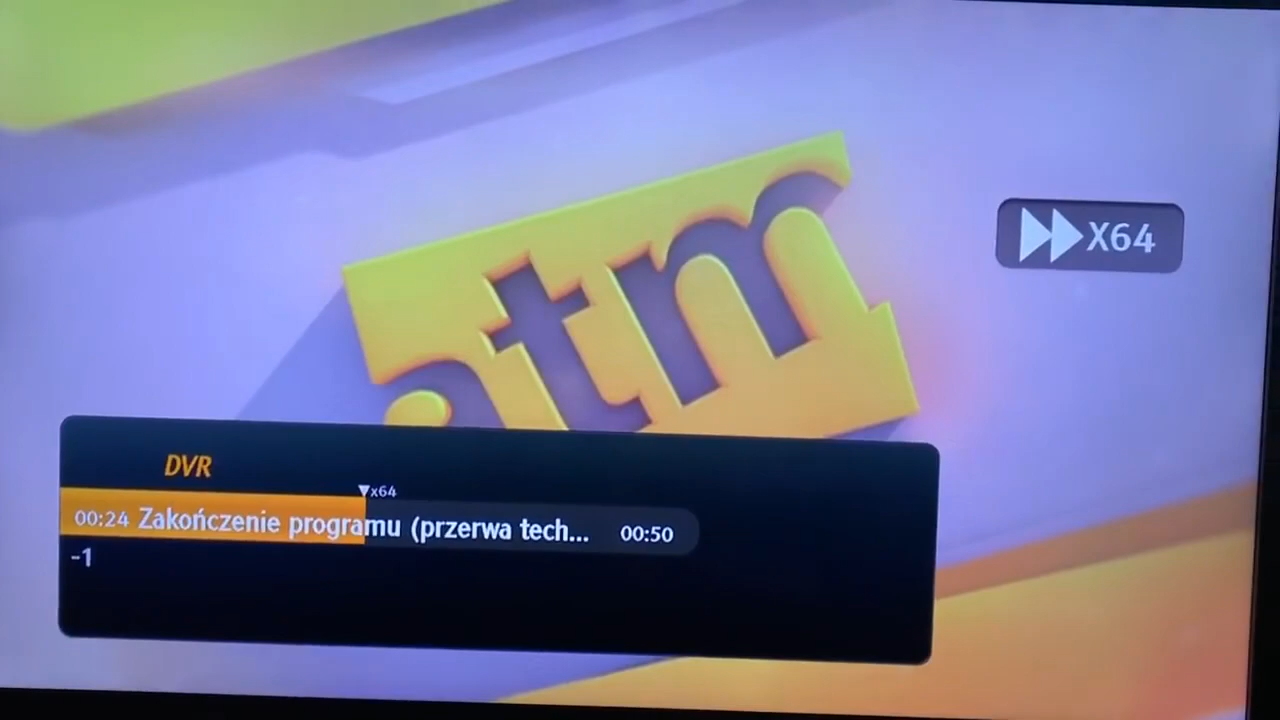 atm
X64
DVR
x64
00:24 Zakończenie programu (przerwa tech... 00:50
-1